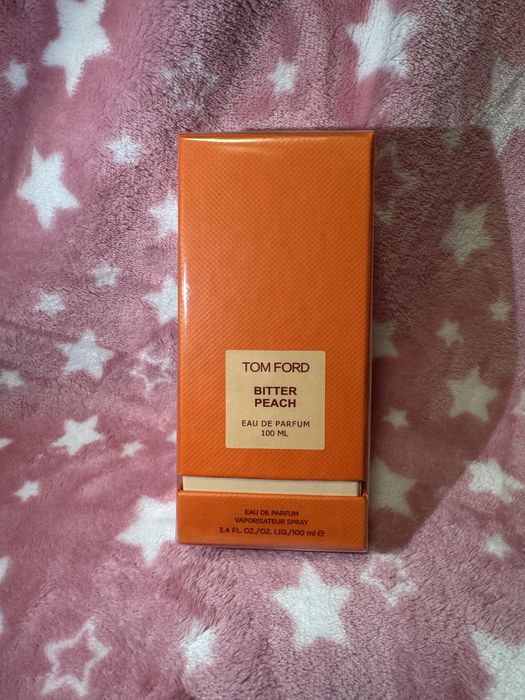 TOM FORD
BITTER
PEACH
EAU DE PARFUM
100 ML
EAU DE PARFUM
VAPORISATEUR SPRAY
3.4 FL. OZ./OZ. LIQ./100 ml ℮